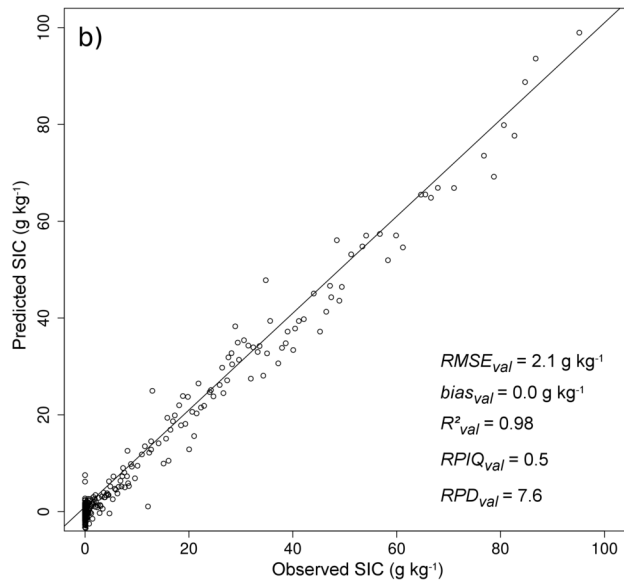 b)
100
80
60
40
20
0
Predicted SIC (g kg⁻¹)
RMSEval = 2.1 g kg⁻¹
biasval = 0.0 g kg⁻¹
R²val = 0.98
RPIQval = 0.5
RPDval = 7.6
0 20 40 60 80 100
Observed SIC (g kg⁻¹)